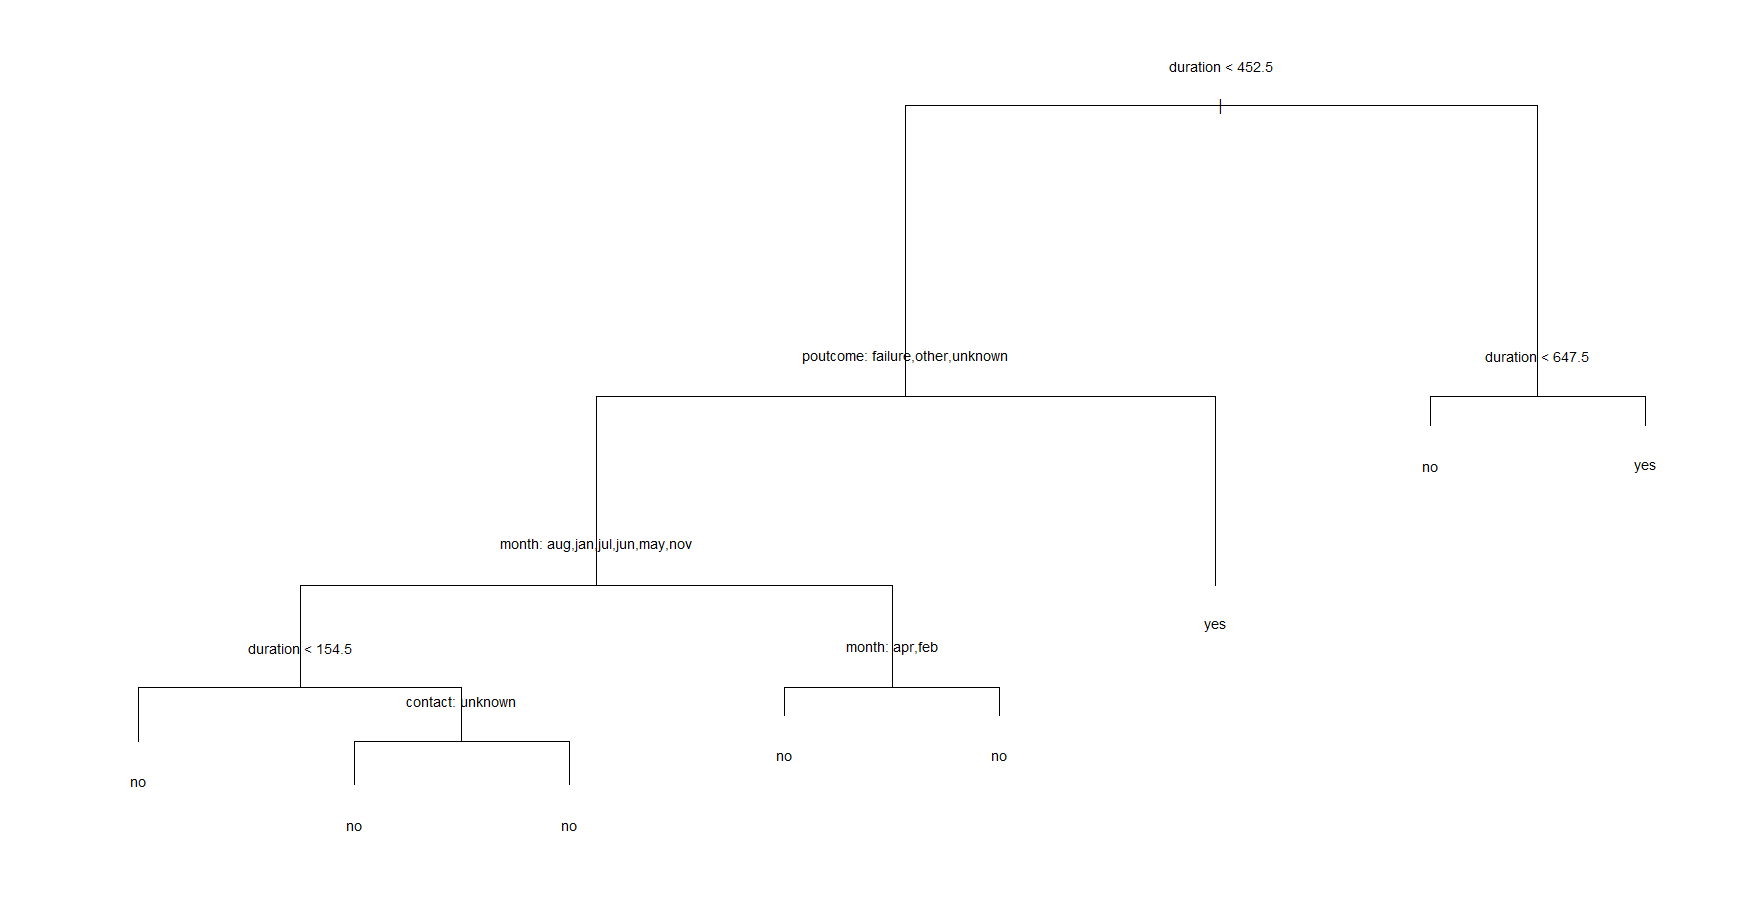 duration < 452.5
poutcome: failure,other,unknown
duration < 647.5
no
yes
month: aug,jan,jul,jun,may,nov
yes
duration < 154.5
month: apr,feb
contact: unknown
no
no
no
no
no